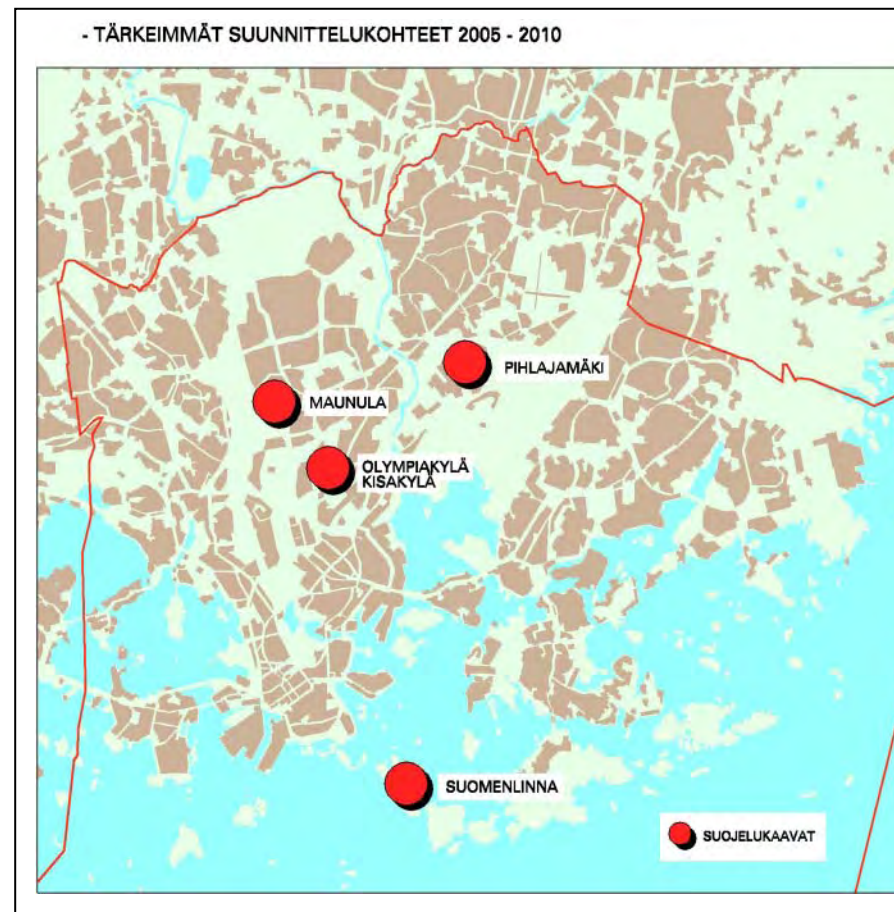 - TÄRKEIMMÄT SUUNNITTELUKOHTEET 2005 - 2010
PIHLAJAMÄKI
MAUNULA
OLYMPIAKYLÄ
KISAKYLÄ
SUOMENLINNA
SUOJELUKAAVAT